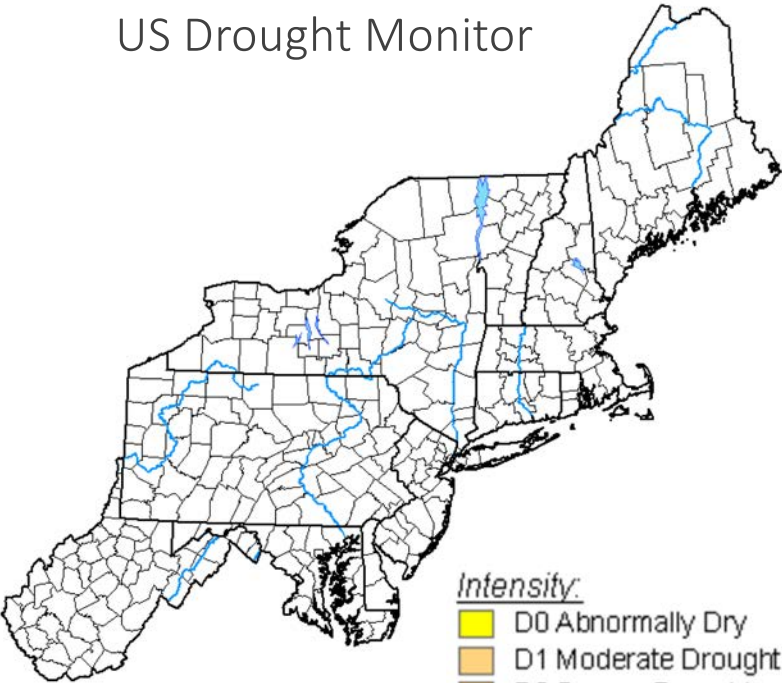 US Drought Monitor
Intensity:
D0 Abnormally Dry
D1 Moderate Drought